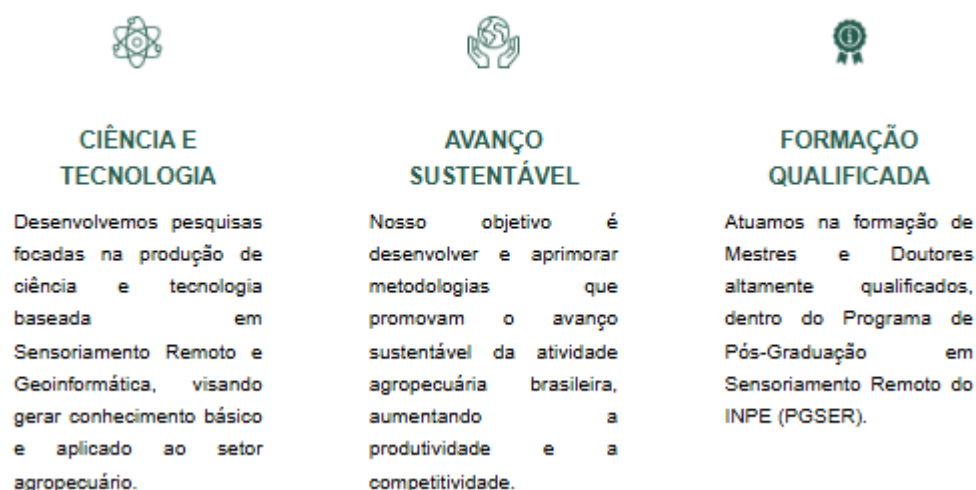 CIÊNCIA E
TECNOLOGIA
Desenvolvemos pesquisas
focadas na produção de
ciência e tecnologia
baseada em
Sensoriamento Remoto e
Geoinformática, visando
gerar conhecimento básico
e aplicado ao setor
agropecuário.
AVANÇO
SUSTENTÁVEL
Nosso objetivo é
desenvolver e aprimorar
metodologias que
promovam o avanço
sustentável da atividade
agropecuária brasileira,
aumentando a
produtividade e a
competitividade.
FORMAÇÃO
QUALIFICADA
Atuamos na formação de
Mestres e Doutores
altamente qualificados,
dentro do Programa de
Pós-Graduação em
Sensoriamento Remoto do
INPE (PGSER).